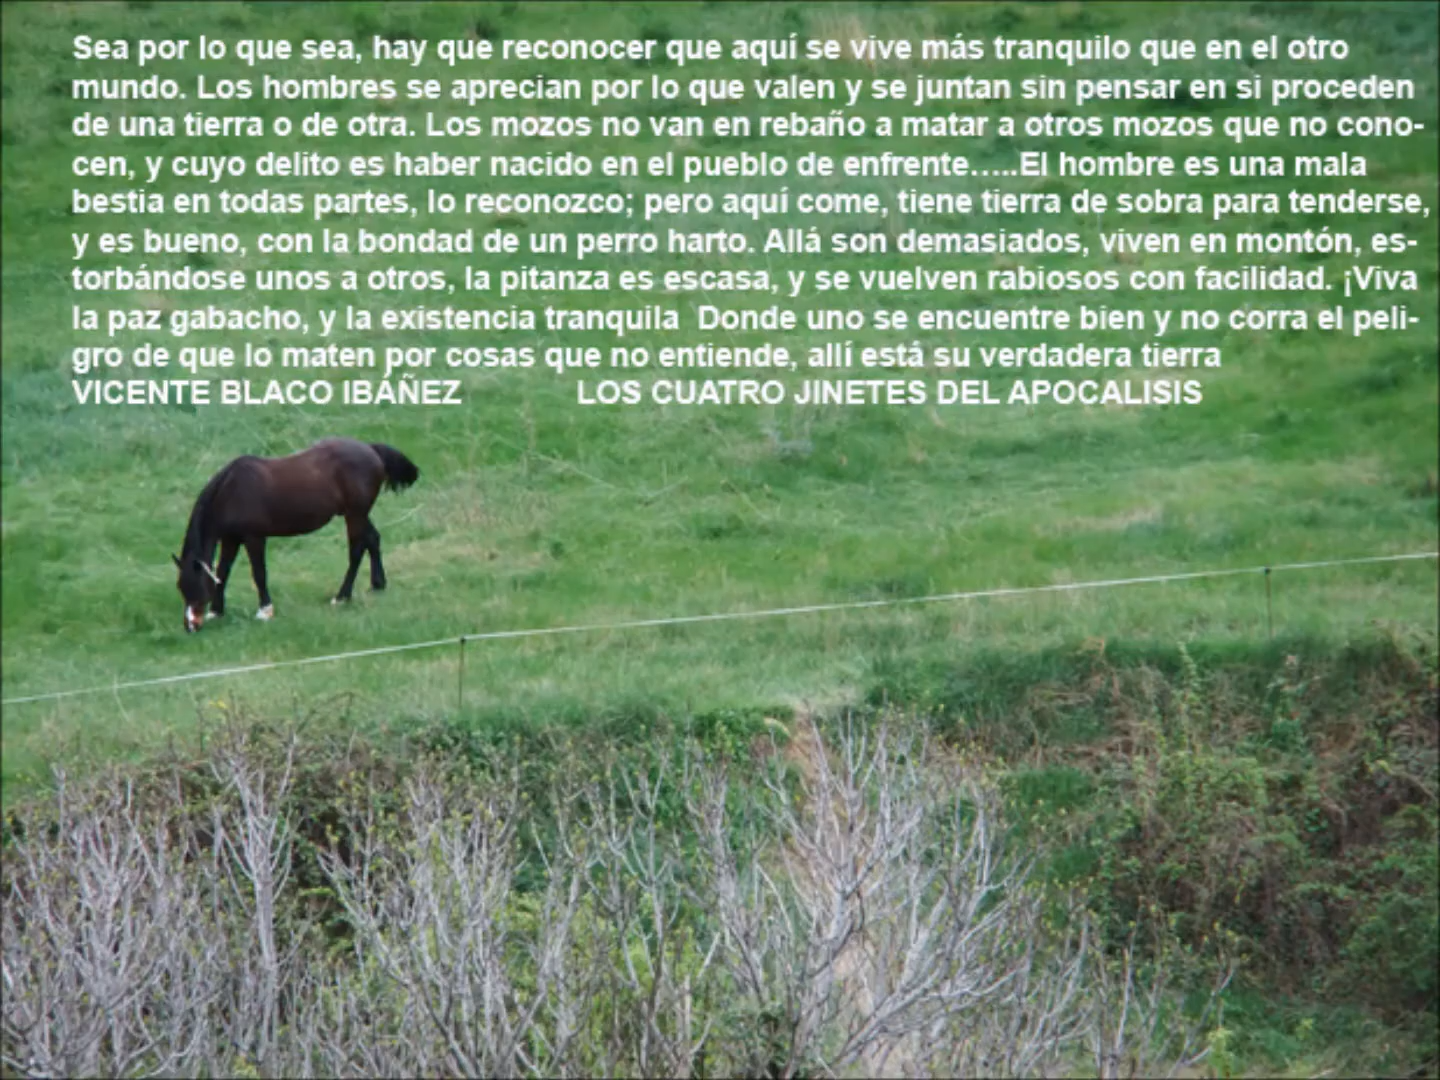 Sea por lo que sea, hay que reconocer que aquí se vive más tranquilo que en el otro
mundo. Los hombres se aprecian por lo que valen y se juntan sin pensar en si proceden
de una tierra o de otra. Los mozos no van en rebaño a matar a otros mozos que no cono-
cen, y cuyo delito es haber nacido en el pueblo de enfrente…..El hombre es una mala
bestia en todas partes, lo reconozco; pero aquí come, tiene tierra de sobra para tenderse,
y es bueno, con la bondad de un perro harto. Allá son demasiados, viven en montón, es-
torbándose unos a otros, la pitanza es escasa, y se vuelven rabiosos con facilidad. ¡Viva
la paz gabacho, y la existencia tranquila  Donde uno se encuentre bien y no corra el peli-
gro de que lo maten por cosas que no entiende, allí está su verdadera tierra
VICENTE BLACO IBÁÑEZ LOS CUATRO JINETES DEL APOCALISIS